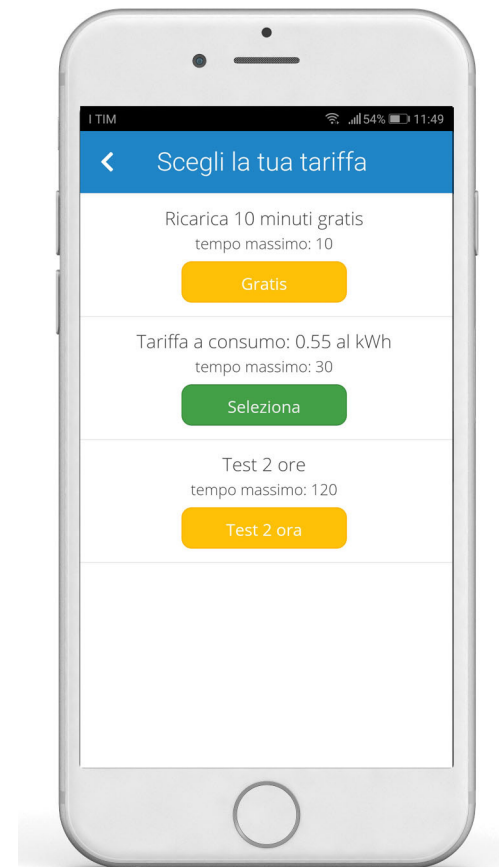 I TIM 54% 11:49
Scegli la tua tariffa
Ricarica 10 minuti gratis
tempo massimo: 10
Gratis
Tariffa a consumo: 0.55 al kWh
tempo massimo: 30
Seleziona
Test 2 ore
tempo massimo: 120
Test 2 ora